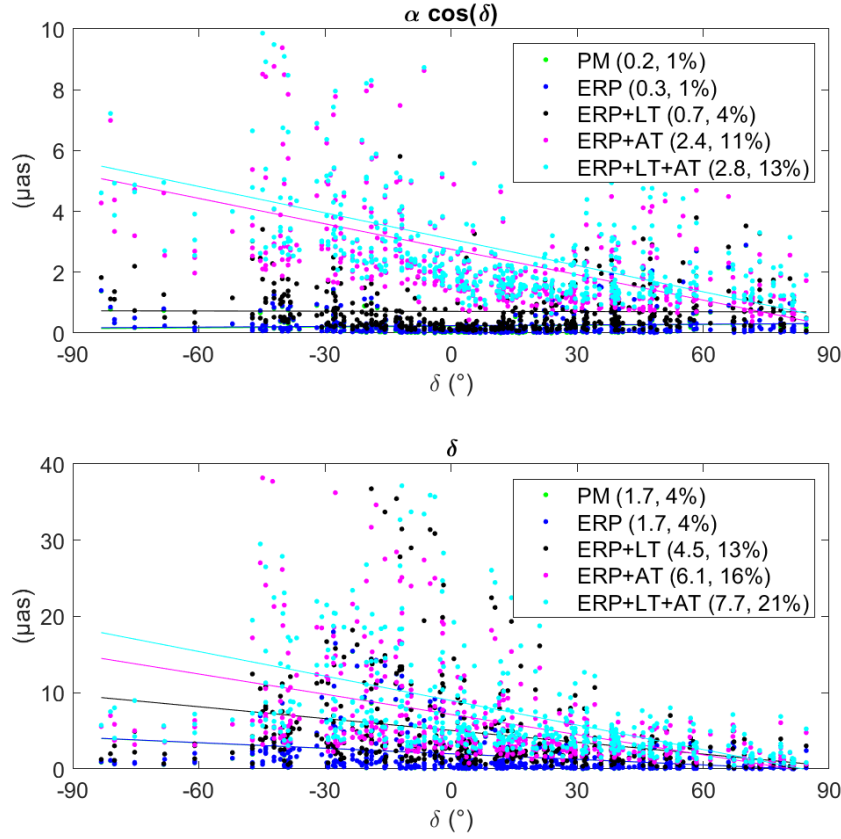 α cos(δ)
10
8
6
4
2
0
(μas)
PM (0.2, 1%)
ERP (0.3, 1%)
ERP+LT (0.7, 4%)
ERP+AT (2.4, 11%)
ERP+LT+AT (2.8, 13%)
-90 -60 -30 0 30 60 90
δ (°)
δ
40
30
20
10
0
(μas)
PM (1.7, 4%)
ERP (1.7, 4%)
ERP+LT (4.5, 13%)
ERP+AT (6.1, 16%)
ERP+LT+AT (7.7, 21%)
-90 -60 -30 0 30 60 90
δ (°)